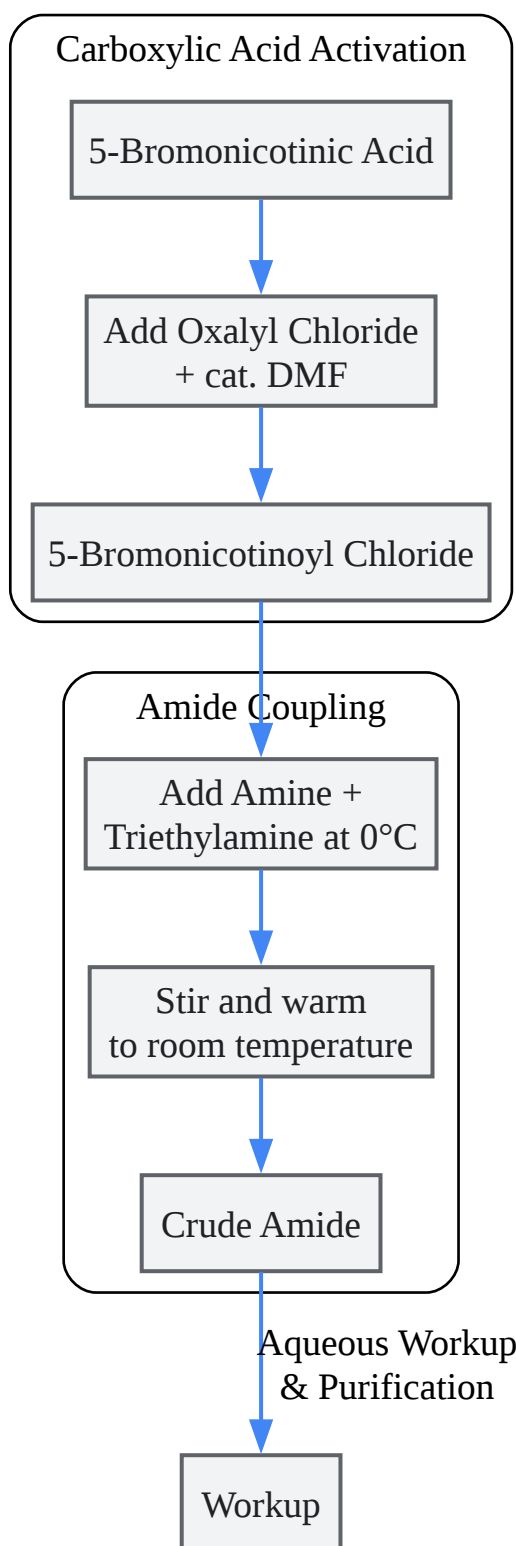 Carboxylic Acid Activation
5-Bromonicotinic Acid
Add Oxalyl Chloride
+ cat. DMF
5-Bromonicotinoyl Chloride
Amide Coupling
Add Amine +
Triethylamine at 0°C
Stir and warm
to room temperature
Crude Amide
Aqueous Workup
& Purification
Workup